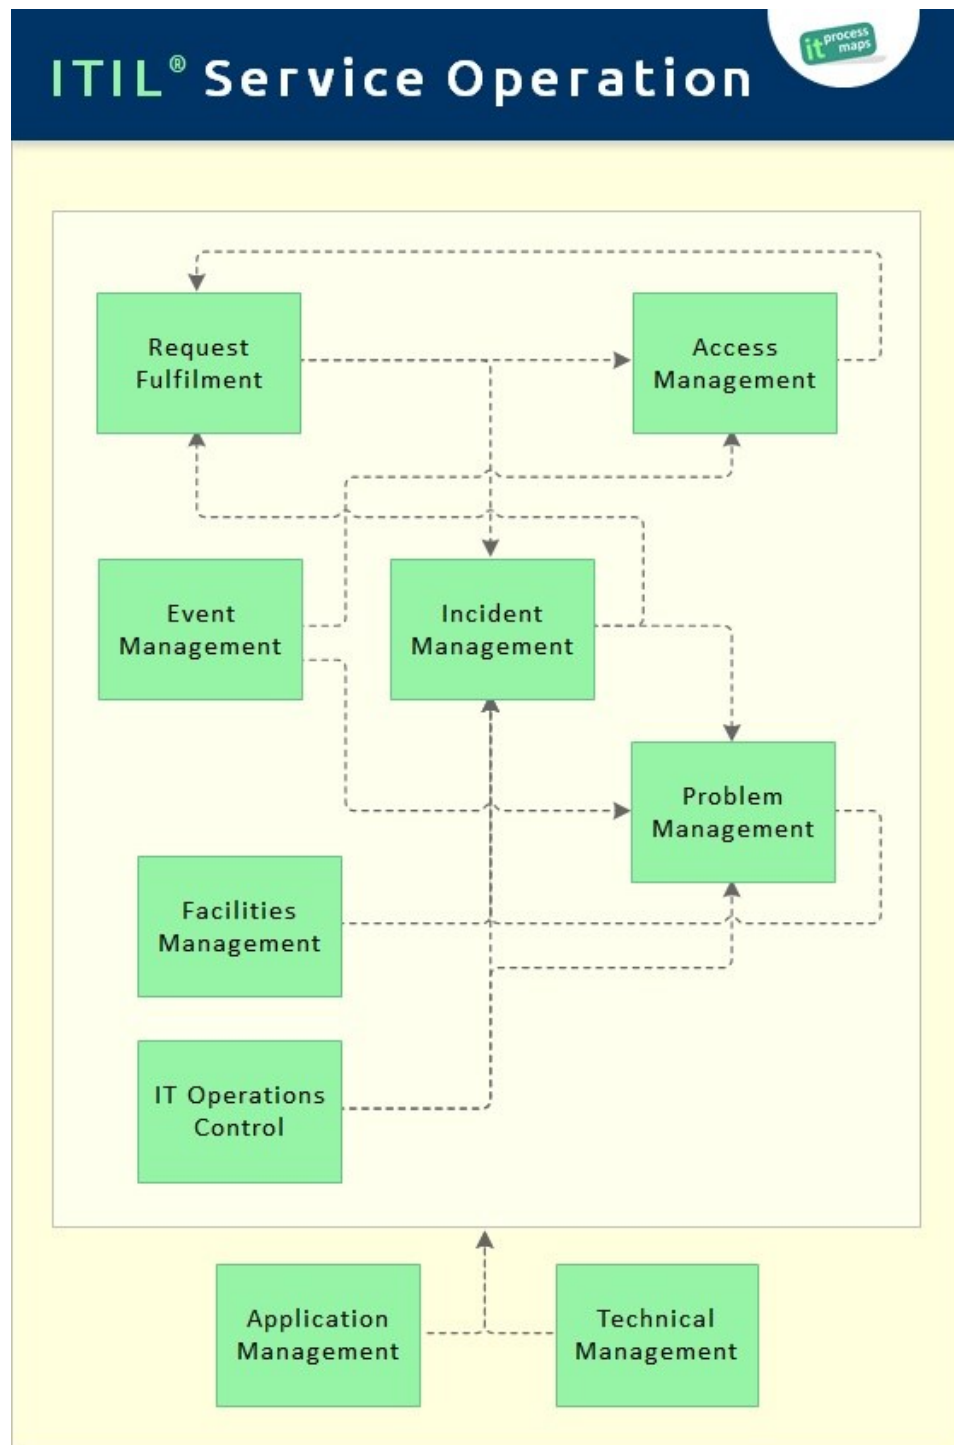 ITIL® Service Operation
it process
maps
Request
Fulfilment
Access
Management
Event
Management
Incident
Management
Problem
Management
Facilities
Management
IT Operations
Control
Application
Management
Technical
Management